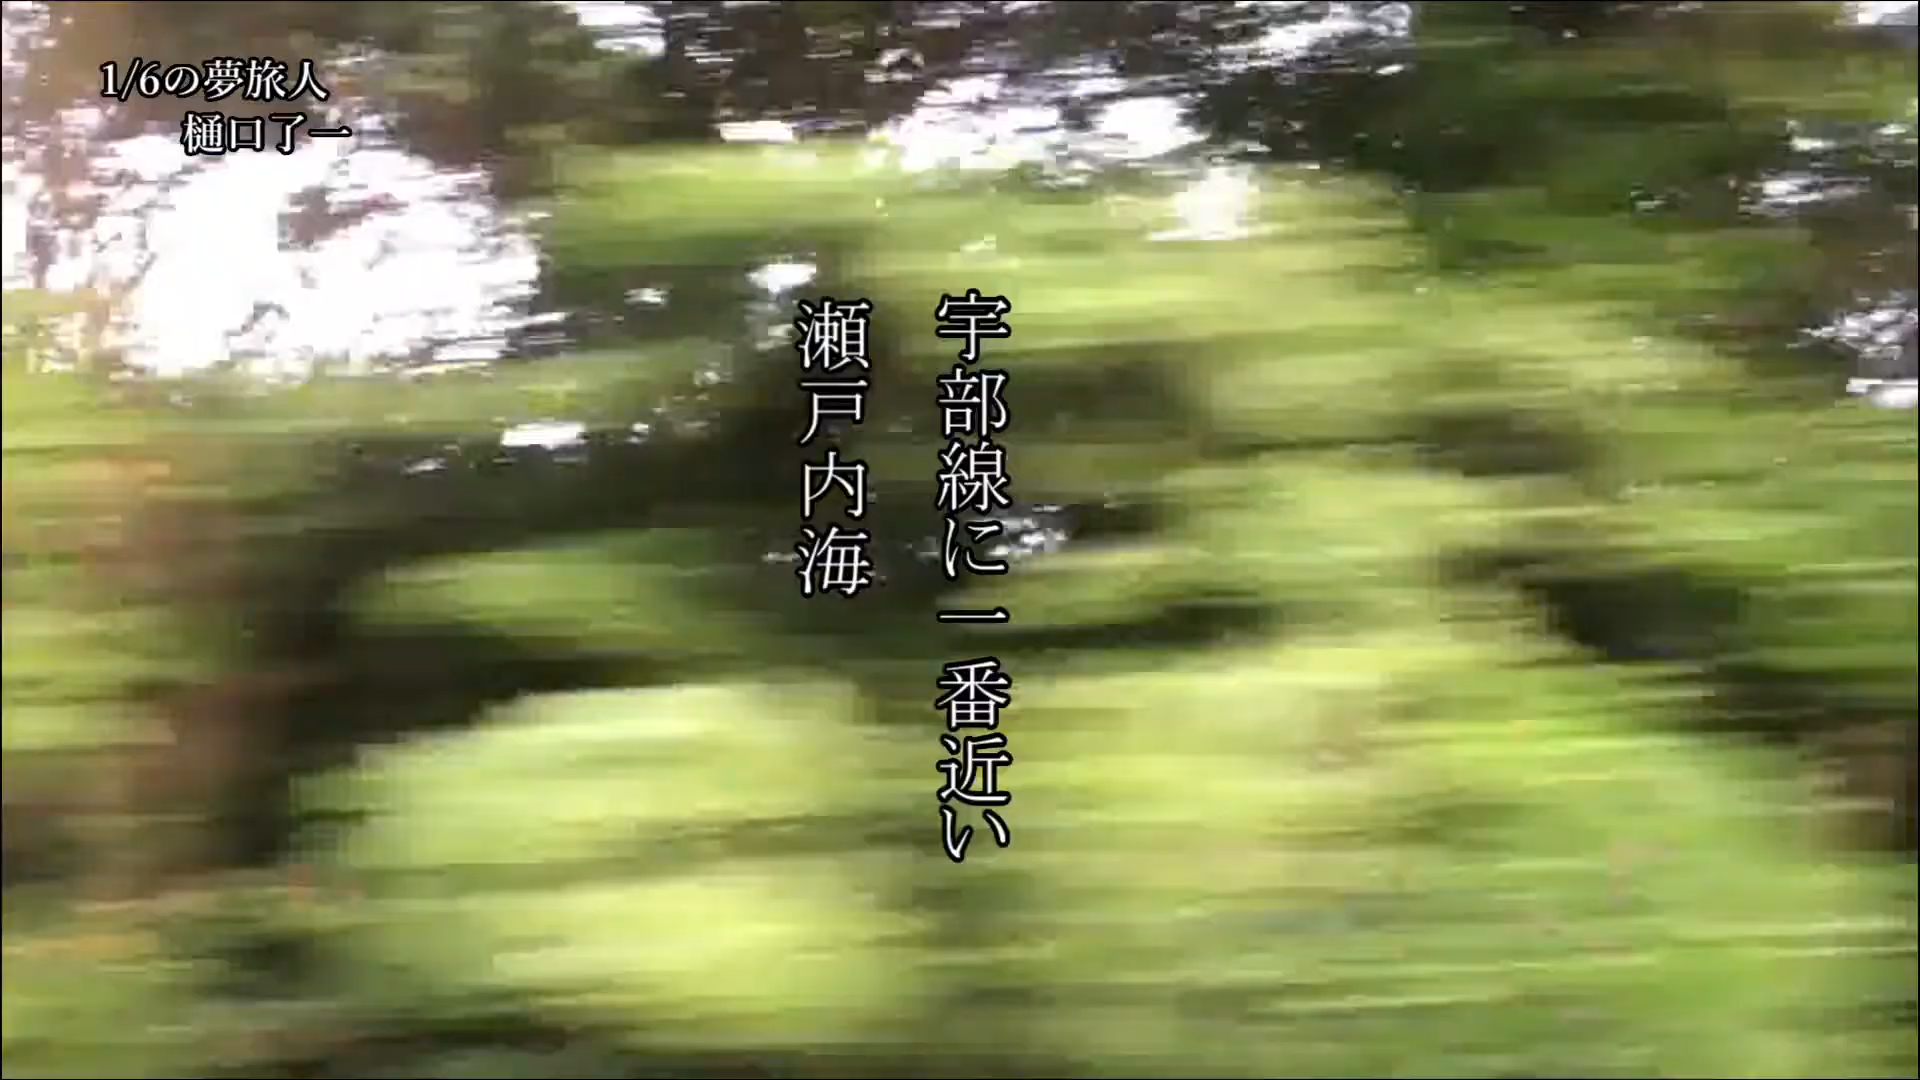 1/6の夢旅人
樋口了一
宇部線に一番近い
瀬戸内海